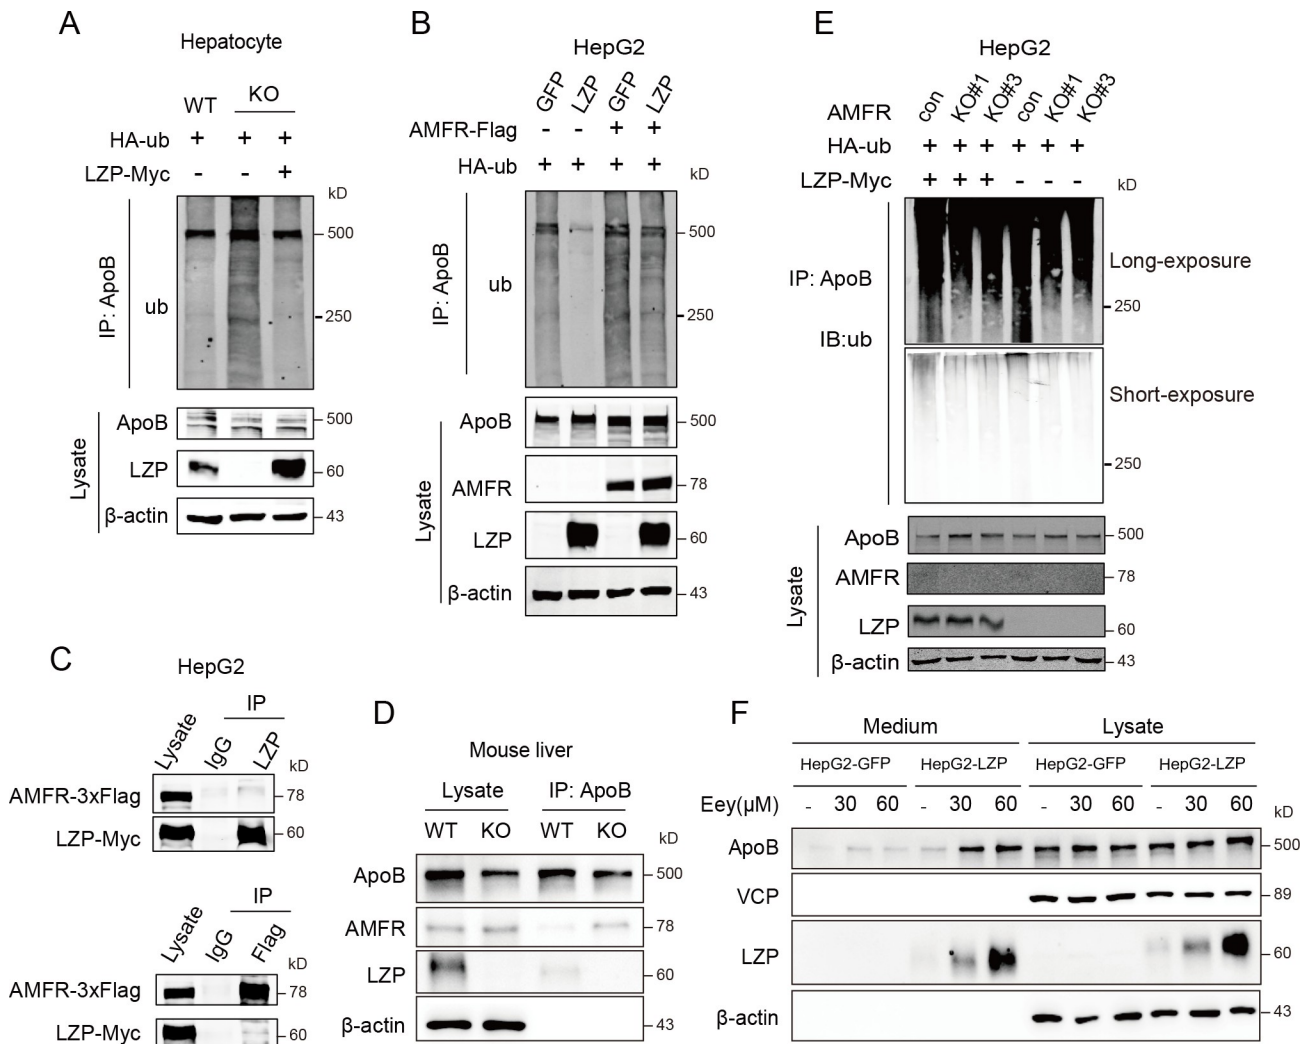 A
Hepatocyte
WT KO
HA-ub + + +
LZP-Myc - - +
kD
IP: ApoB
ub
500
250
Lysate
ApoB 500
LZP 60
β-actin 43
B
HepG2
GFP LZP GFP LZP
AMFR-Flag - - + +
HA-ub + + + +
kD
IP: ApoB
ub
500
250
Lysate
ApoB 500
AMFR 78
LZP 60
β-actin 43
E
HepG2
AMFR con KO#1 KO#3 con KO#1 KO#3
HA-ub + + + + + +
LZP-Myc + + + - - -
kD
IP: ApoB
IB:ub
Long-exposure
250
Short-exposure
250
Lysate
ApoB 500
AMFR 78
LZP 60
β-actin 43
C
HepG2
IP
Lysate IgG LZP
kD
AMFR-3xFlag 78
LZP-Myc 60
IP
Lysate IgG Flag
kD
AMFR-3xFlag 78
LZP-Myc 60
D
Mouse liver
Lysate IP: ApoB
WT KO WT KO
kD
ApoB 500
AMFR 78
LZP 60
β-actin 43
F
Medium Lysate
HepG2-GFP HepG2-LZP HepG2-GFP HepG2-LZP
Eey(μM) - 30 60 - 30 60 - 30 60 - 30 60
kD
ApoB 500
VCP 89
LZP 60
β-actin 43